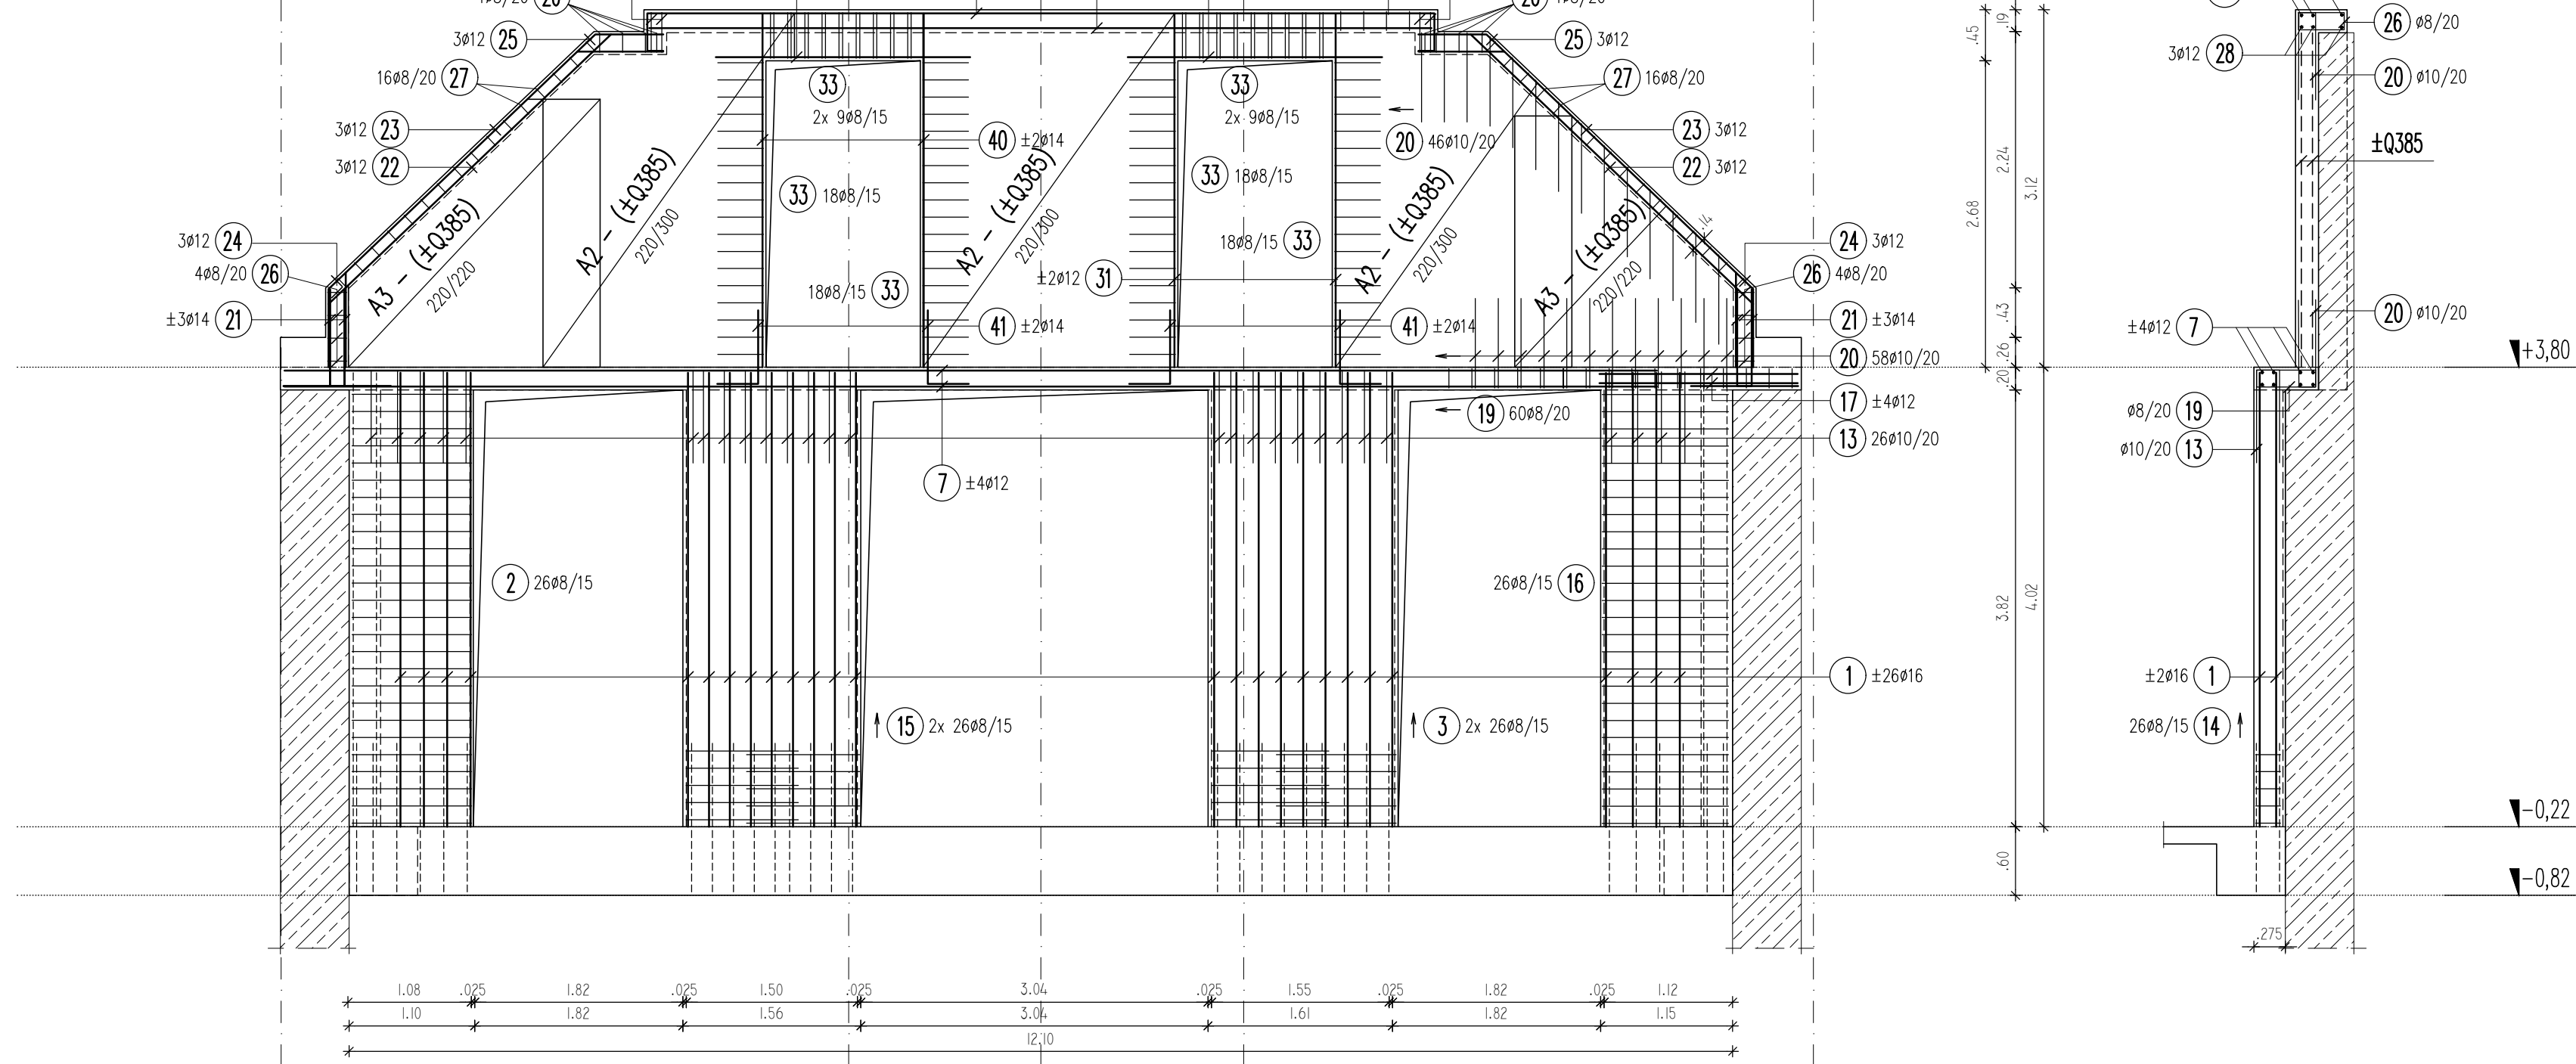 3ø12 25
16ø8/20 27
3ø12 23
3ø12 22
3ø12 24
4ø8/20 26
±3ø14 21
A3 - (±Q385)
220/220
A2 - (±Q385)
220/300
33
2x 9ø8/15
33 18ø8/15
18ø8/15 33
40 ±2ø14
41 ±2ø14
A2 - (±Q385)
220/300
33
2x 9ø8/15
33 18ø8/15
18ø8/15 33
±2ø12 31
41 ±2ø14
20 46ø10/20
A2 - (±Q385)
220/300
A3 - (±Q385)
220/220
.14
25 3ø12
27 16ø8/20
23 3ø12
22 3ø12
24 3ø12
26 4ø8/20
21 ±3ø14
20 58ø10/20
17 ±4ø12
13 26ø10/20
19 60ø8/20
7 ±4ø12
2 26ø8/15
26ø8/15 16
1 ±26ø16
15 2x 26ø8/15
3 2x 26ø8/15
1.08 .025 1.82 .025 1.50 .025 3.04 .025 1.55 .025 1.82 .025 1.12
1.10 1.82 1.56 3.04 1.61 1.82 1.15
12.10
.45
2.68
.19
2.24
.43
.26
.20
3.82
.60
3.12
4.02
26 ø8/20
3ø12 28
20 ø10/20
±Q385
20 ø10/20
±4ø12 7
+3,80
ø8/20 19
ø10/20 13
±2ø16 1
26ø8/15 14
-0,22
-0,82
.275